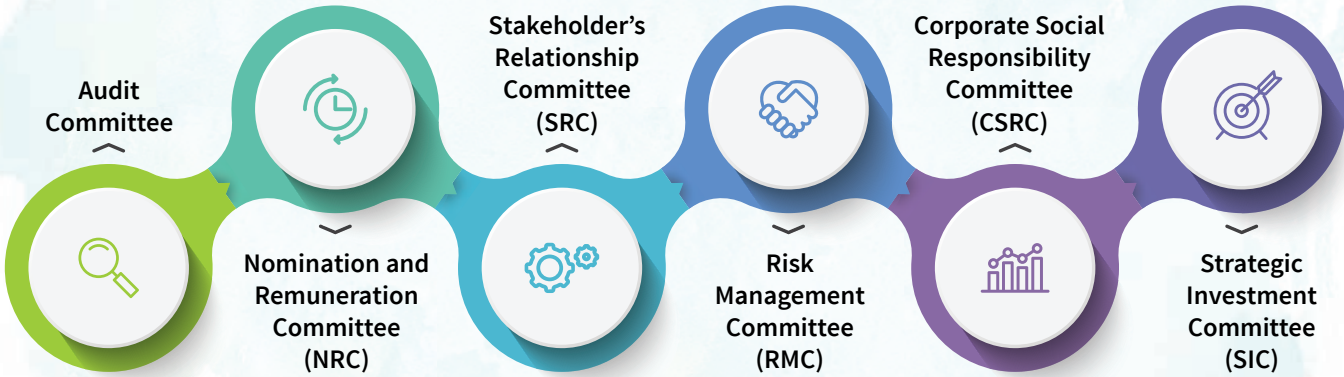 Audit
Committee
Nomination and
Remuneration
Committee
(NRC)
Stakeholder’s
Relationship
Committee
(SRC)
Risk
Management
Committee
(RMC)
Corporate Social
Responsibility
Committee
(CSRC)
Strategic
Investment
Committee
(SIC)